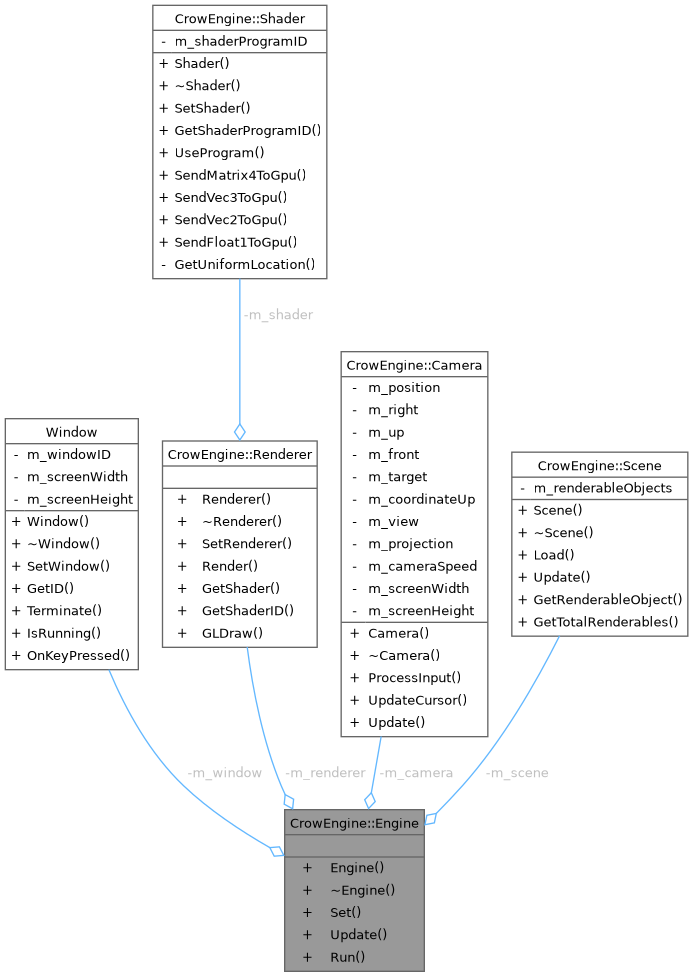 CrowEngine::Shader
- m_shaderProgramID
+ Shader()
+ ~Shader()
+ SetShader()
+ GetShaderProgramID()
+ UseProgram()
+ SendMatrix4ToGpu()
+ SendVec3ToGpu()
+ SendVec2ToGpu()
+ SendFloat1ToGpu()
- GetUniformLocation()
-m_shader
Window
- m_windowID
- m_screenWidth
- m_screenHeight
+ Window()
+ ~Window()
+ SetWindow()
+ GetID()
+ Terminate()
+ IsRunning()
+ OnKeyPressed()
CrowEngine::Renderer
+ Renderer()
+ ~Renderer()
+ SetRenderer()
+ Render()
+ GetShader()
+ GetShaderID()
+ GLDraw()
CrowEngine::Camera
- m_position
- m_right
- m_up
- m_front
- m_target
- m_coordinateUp
- m_view
- m_projection
- m_cameraSpeed
- m_screenWidth
- m_screenHeight
+ Camera()
+ ~Camera()
+ ProcessInput()
+ UpdateCursor()
+ Update()
CrowEngine::Scene
- m_renderableObjects
+ Scene()
+ ~Scene()
+ Load()
+ Update()
+ GetRenderableObject()
+ GetTotalRenderables()
-m_window
-m_renderer
-m_camera
-m_scene
CrowEngine::Engine
+ Engine()
+ ~Engine()
+ Set()
+ Update()
+ Run()